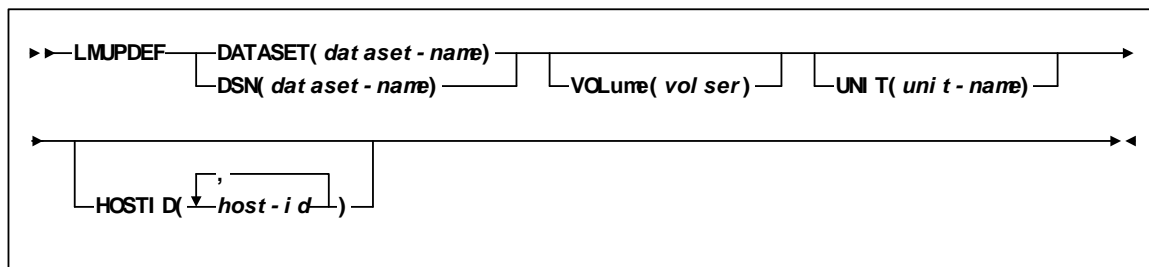 LMUPDEF DATASET( dataset-name)
DSN( dataset-name) VOLume( volser) UNIT( unit-name)
,
HOSTID( host-id )